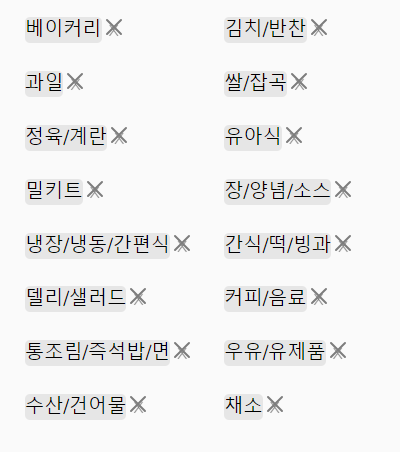 베이커리 김치/반찬
과일 쌀/잡곡
정육/계란 유아식
밀키트 장/양념/소스
냉장/냉동/간편식 간식/떡/빙과
델리/샐러드 커피/음료
통조림/즉석밥/면 우유/유제품
수산/건어물 채소